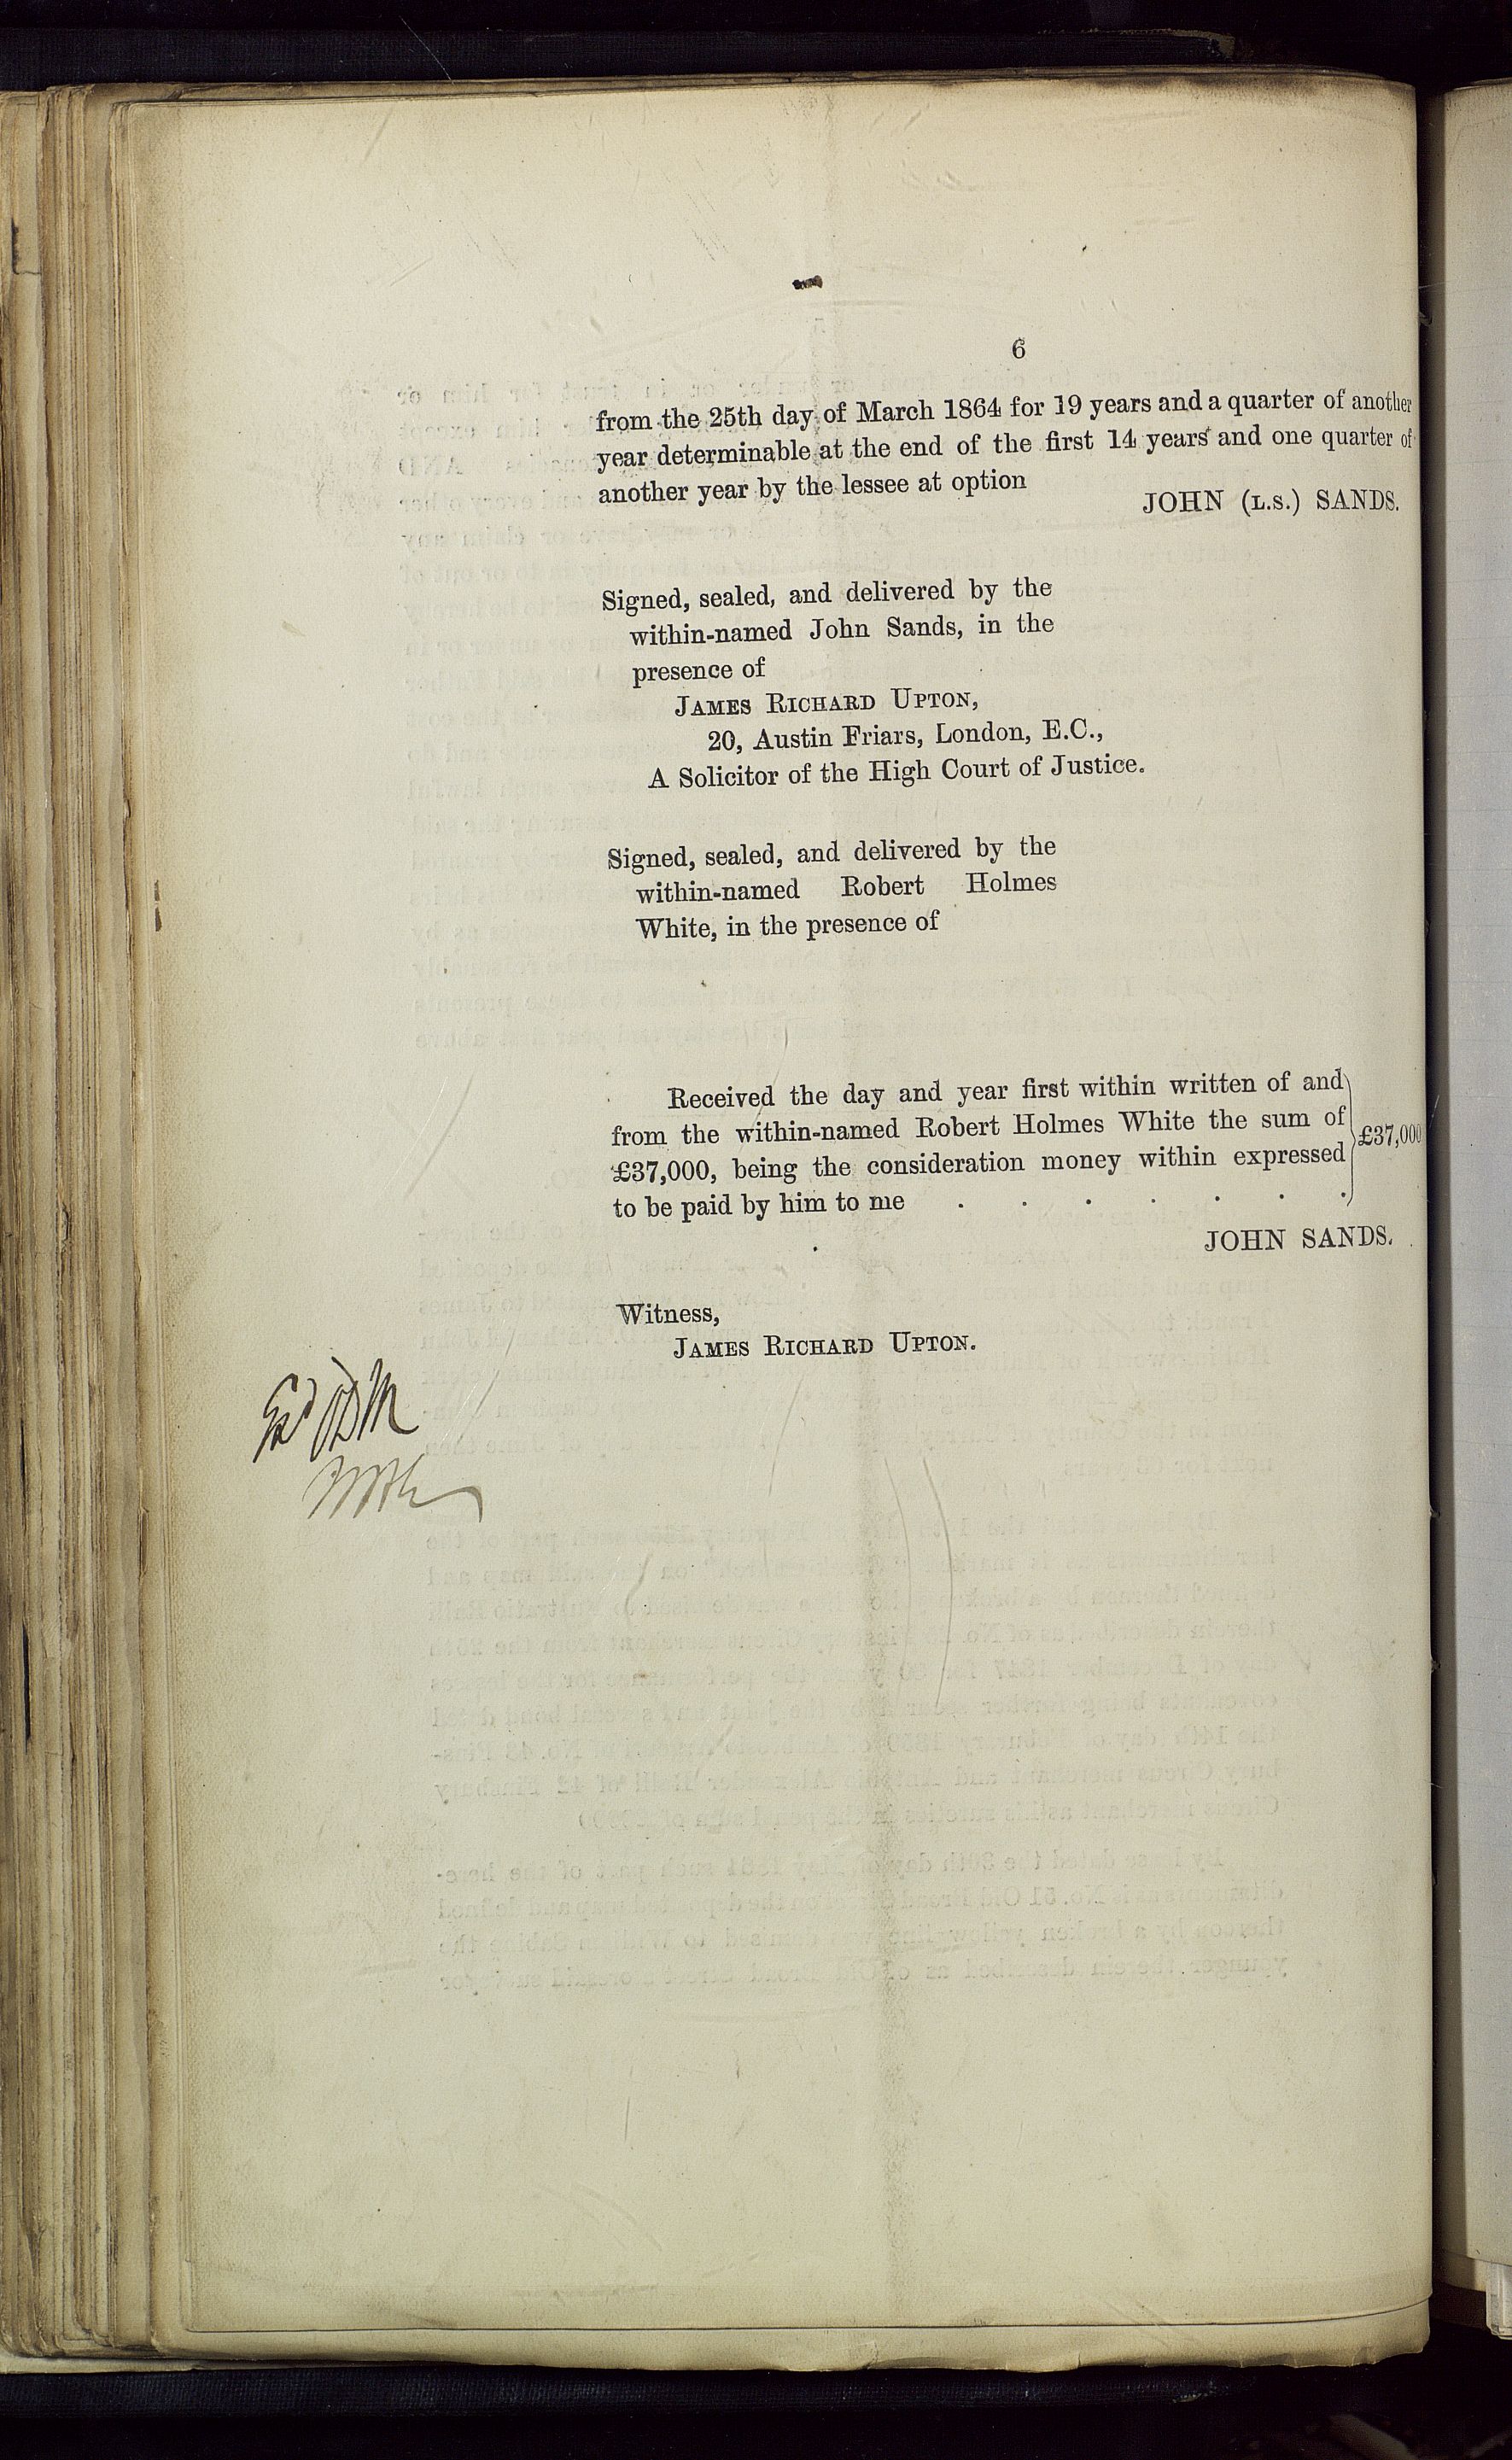 6
from the 25th day of March 1864 for 19 years and a quarter of another
year determinable at the end of the first 14 years and one quarter of
another year by the lessee at option
JOHN (L.S.) SANDS.
Signed, sealed, and delivered by the
within-named John Sands, in the
presence of
JAMES RICHARD UPTON,
20, Austin Friars, London, E.C.,
A Solicitor of the High Court of Justice.
Signed, sealed, and delivered by the
within-named Robert Holmes
White, in the presence of
Received the day and year first within written of and
from the within-named Robert Holmes White the sum of
£37,000, being the consideration money within expressed
to be paid by him to me . . . . . . .
£37,000
JOHN SANDS.
Witness,
JAMES RICHARD UPTON.